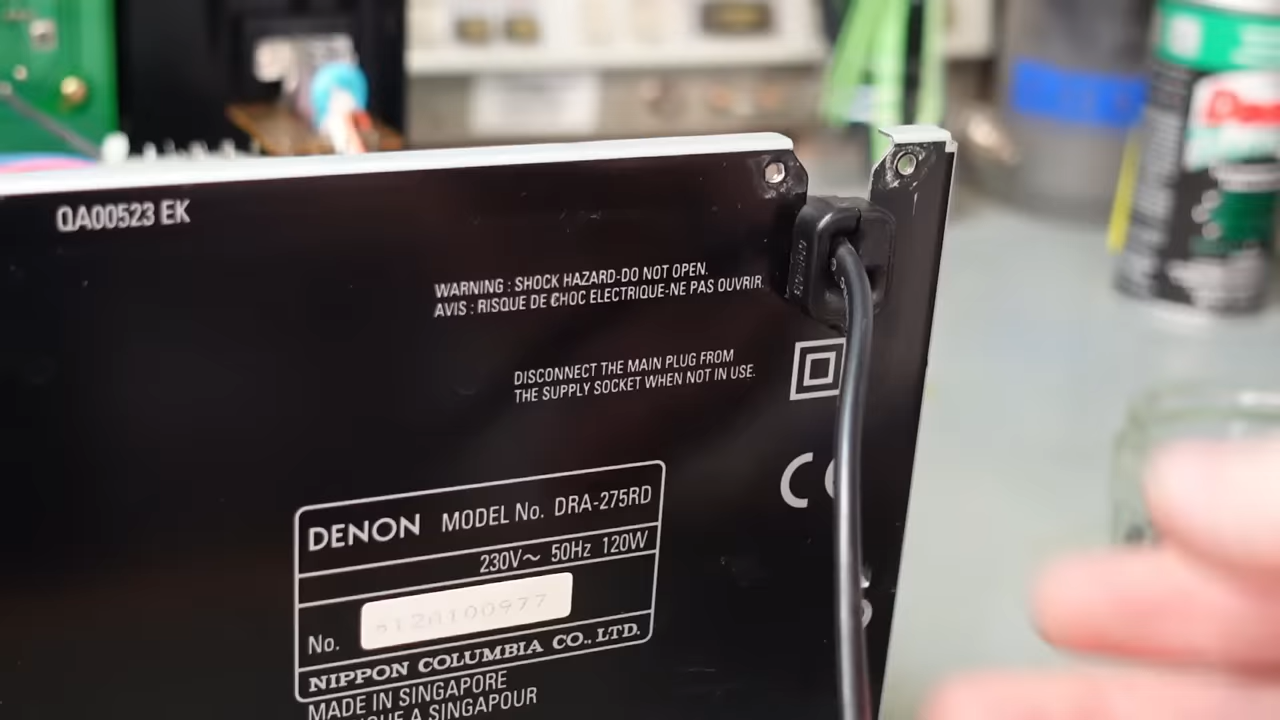 QA00523 EK
WARNING : SHOCK HAZARD-DO NOT OPEN.
AVIS : RISQUE DE CHOC ELECTRIQUE-NE PAS OUVRIR.
DISCONNECT THE MAIN PLUG FROM
THE SUPPLY SOCKET WHEN NOT IN USE.
CE
DENON MODEL No. DRA-275RD
230V~ 50Hz 120W
No.
NIPPON COLUMBIA CO., LTD.
MADE IN SINGAPORE
A SINGAPOUR